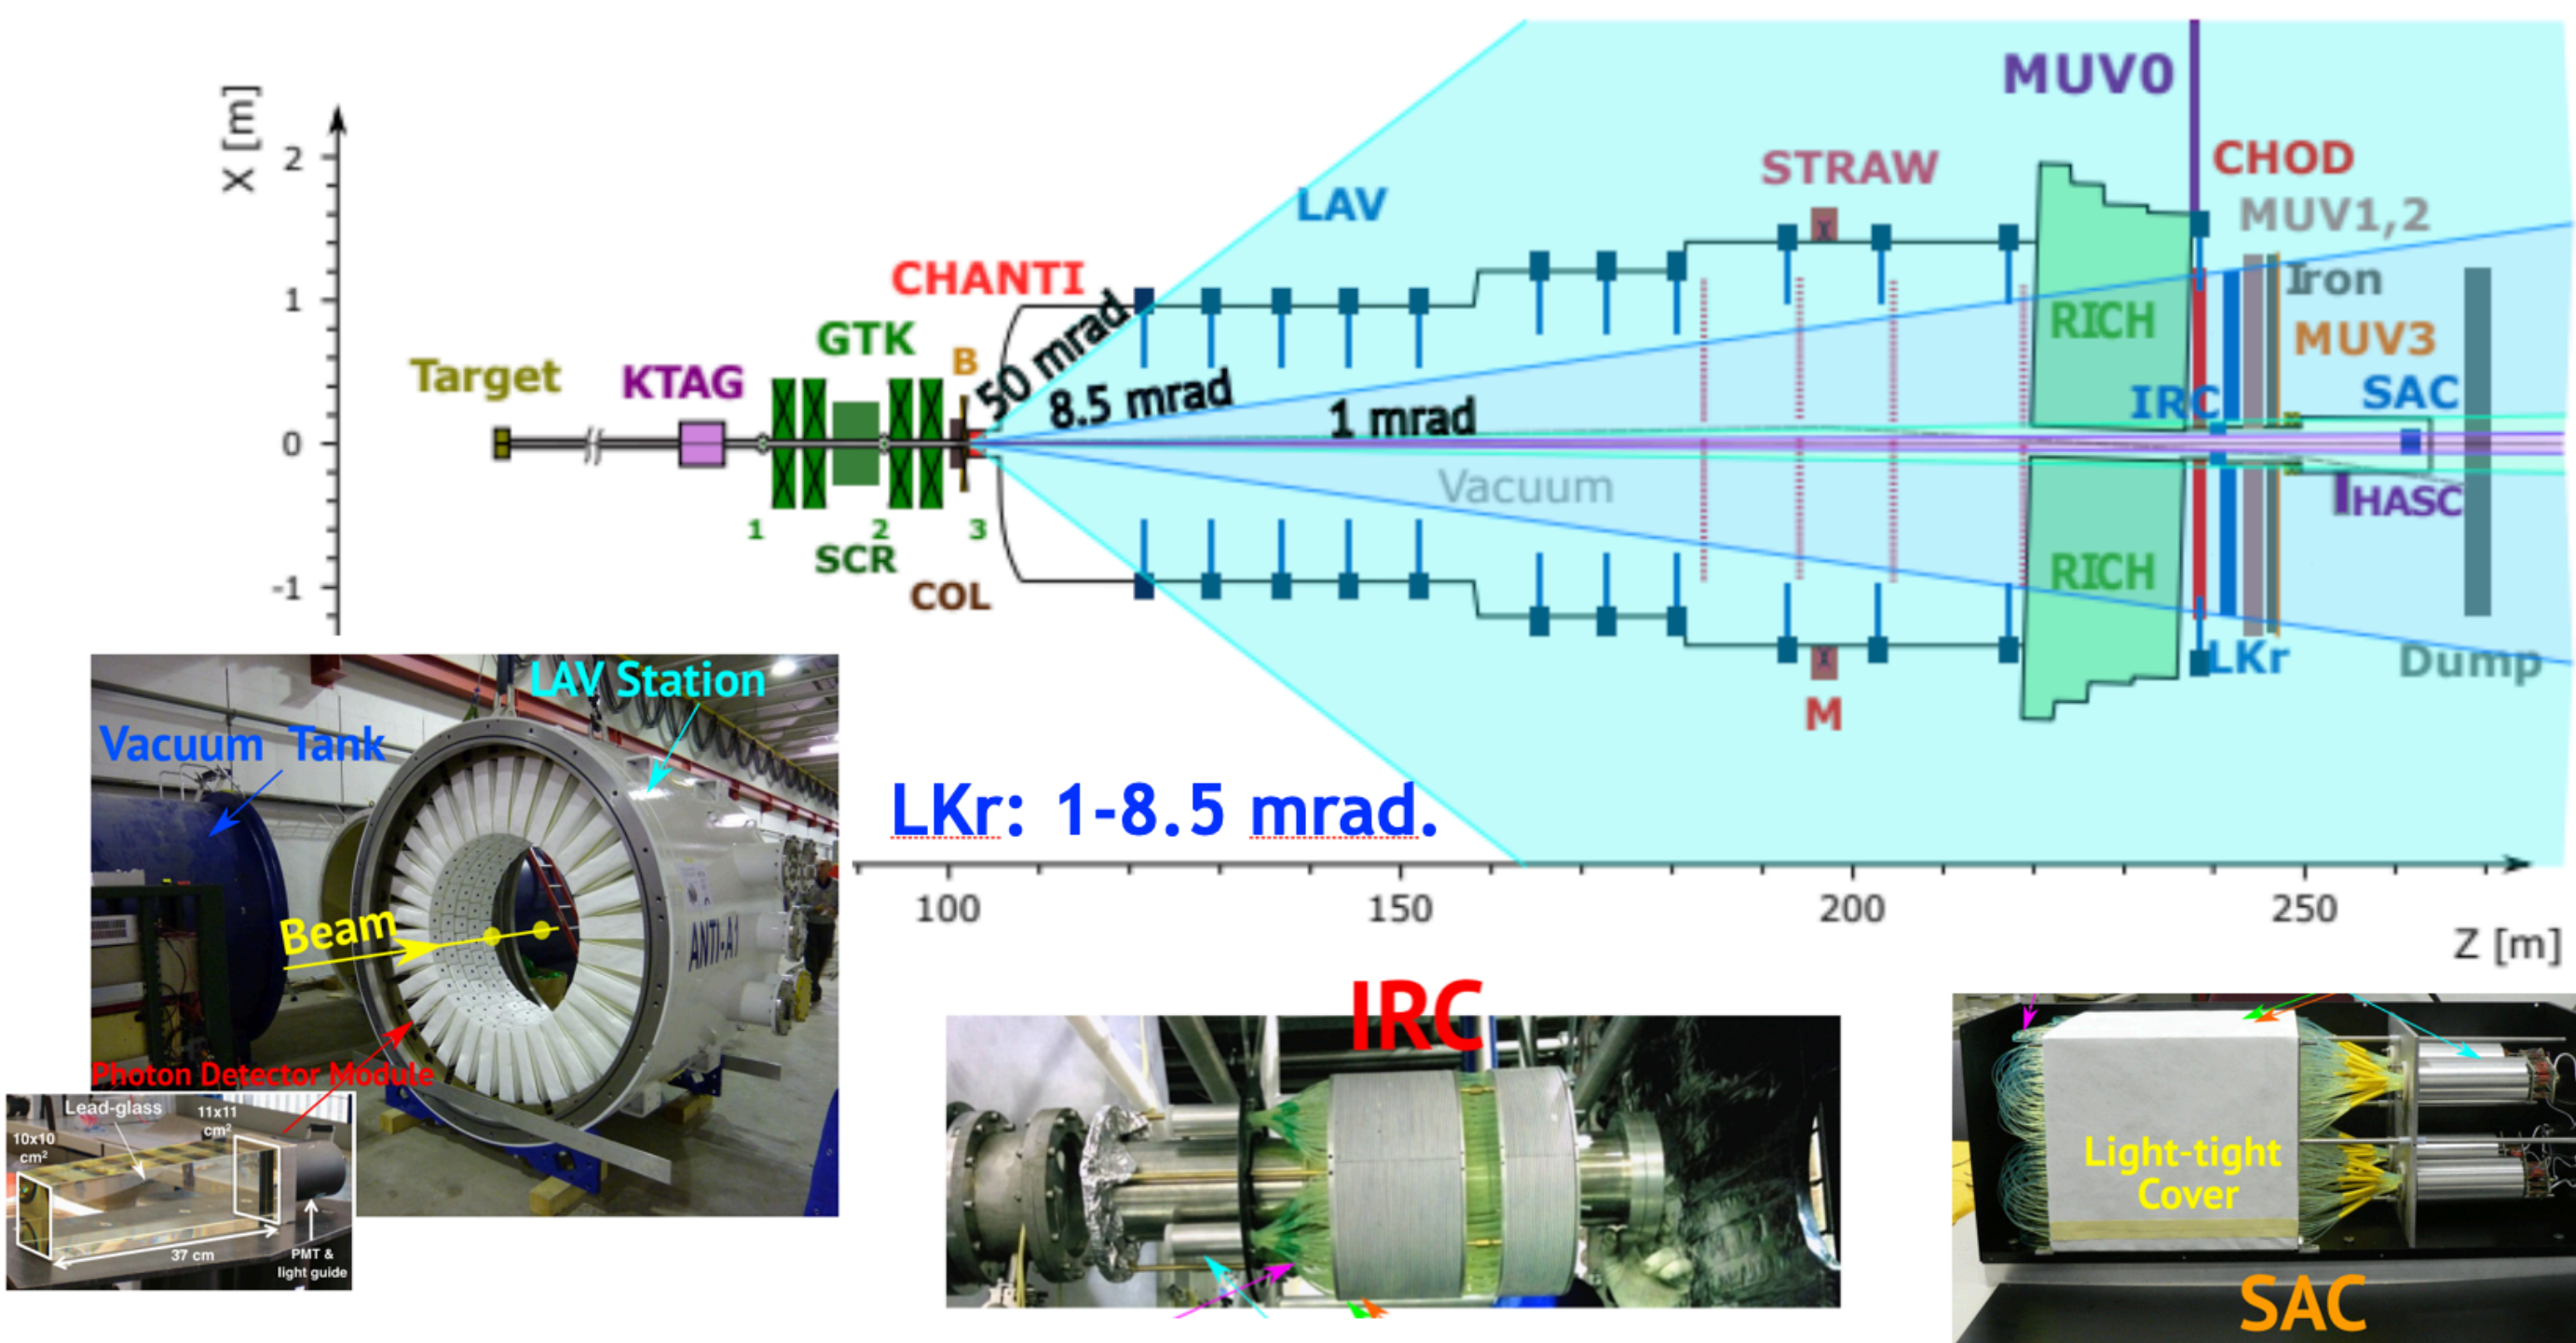 X [m]
2
1
0
-1
MUV0
CHOD
MUV1,2
Iron
MUV3
SAC
IRC
HASC
LKr
Dump
STRAW
LAV
RICH
RICH
CHANTI
GTK
B
KTAG
Target
50 mrad
8.5 mrad
1 mrad
Vacuum
1
2
3
SCR
COL
M
LKr: 1-8.5 mrad.
100
150
200
250
Z [m]
LAV Station
Vacuum Tank
Beam
ANTI-A1
Photon Detector Module
Lead-glass
11x11
cm²
10x10
cm²
37 cm
PMT &
light guide
IRC
Light-tight
Cover
SAC